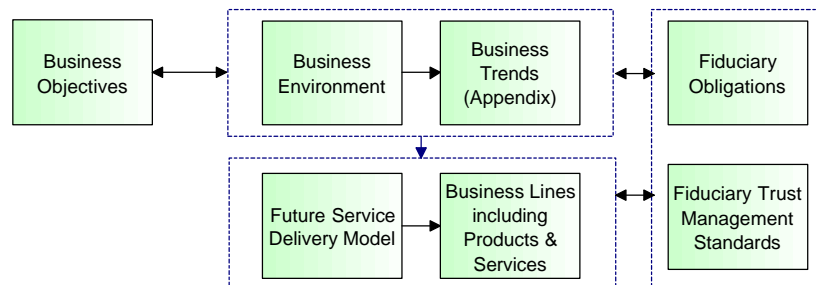 Business
Objectives
Business
Environment
Business
Trends
(Appendix)
Fiduciary
Obligations
Future Service
Delivery Model
Business Lines
including
Products &
Services
Fiduciary Trust
Management
Standards